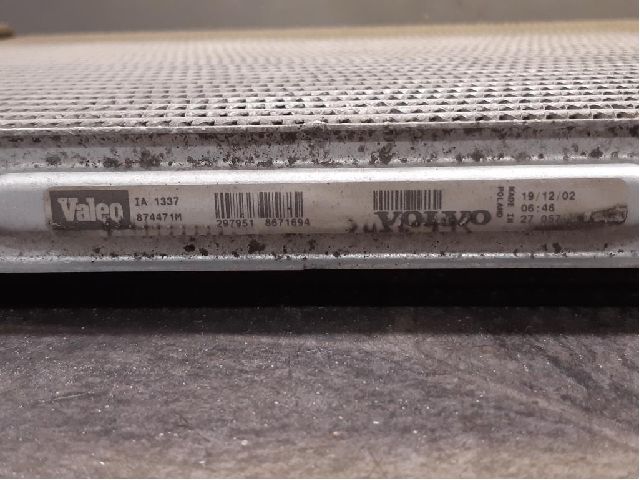 Valeo
IA 1337
874471M
297951 8671694
VOLVO
MADE IN
POLAND
19/12/02
06:46
27 057